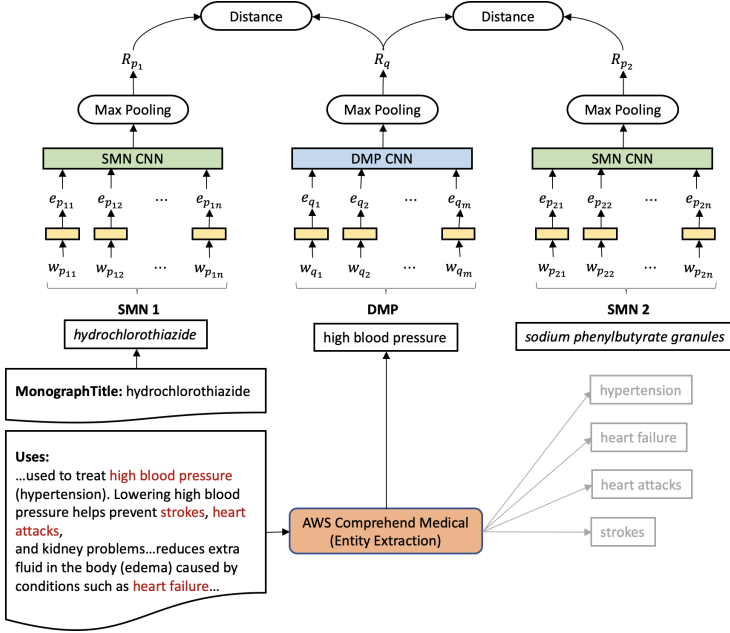 Distance Distance
R_{p_1} R_q R_{p_2}
Max Pooling Max Pooling Max Pooling
SMN CNN DMP CNN SMN CNN
e_{p_{11}} e_{p_{12}} ... e_{p_{1n}} e_{q_1} e_{q_2} ... e_{q_m} e_{p_{21}} e_{p_{22}} ... e_{p_{2n}}
w_{p_{11}} w_{p_{12}} ... w_{p_{1n}} w_{q_1} w_{q_2} ... w_{q_m} w_{p_{21}} w_{p_{22}} ... w_{p_{2n}}
SMN 1 DMP SMN 2
hydrochlorothiazide high blood pressure sodium phenylbutyrate granules
MonographTitle: hydrochlorothiazide
Uses:
...used to treat high blood pressure
(hypertension). Lowering high blood
pressure helps prevent strokes, heart
attacks,
and kidney problems...reduces extra
fluid in the body (edema) caused by
conditions such as heart failure...
AWS Comprehend Medical
(Entity Extraction)
hypertension
heart failure
heart attacks
strokes